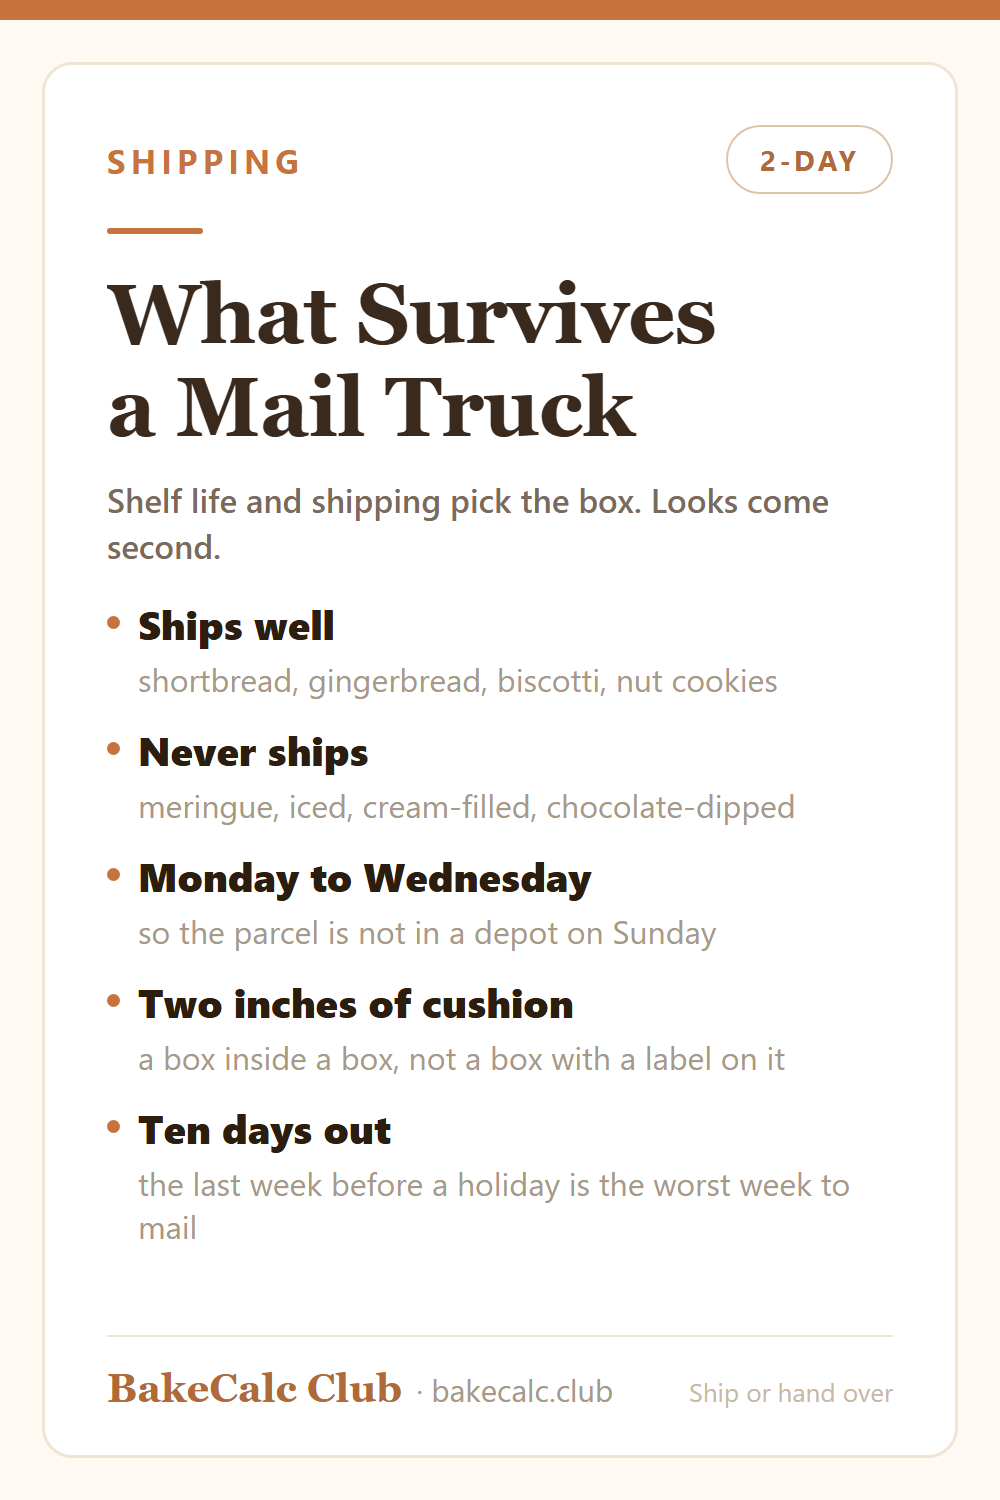 SHIPPING
2-DAY
What Survives
a Mail Truck
Shelf life and shipping pick the box. Looks come
second.
Ships well
shortbread, gingerbread, biscotti, nut cookies
Never ships
meringue, iced, cream-filled, chocolate-dipped
Monday to Wednesday
so the parcel is not in a depot on Sunday
Two inches of cushion
a box inside a box, not a box with a label on it
Ten days out
the last week before a holiday is the worst week to
mail
BakeCalc Club · bakecalc.club
Ship or hand over